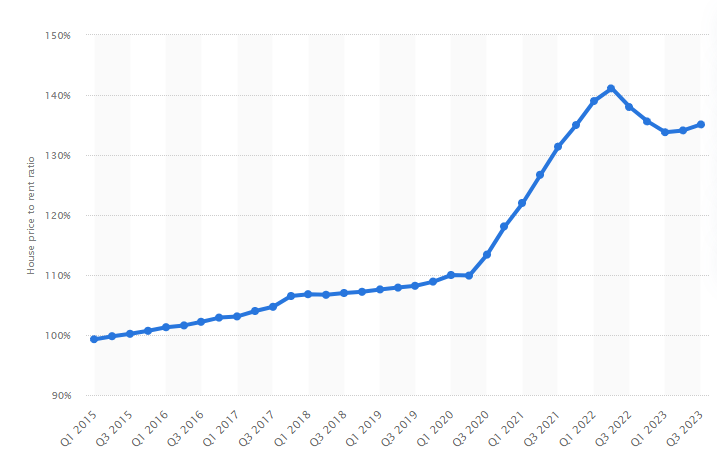 150%
140%
130%
120%
110%
100%
90%
House price to rent ratio
Q1 2015
Q3 2015
Q1 2016
Q3 2016
Q1 2017
Q3 2017
Q1 2018
Q3 2018
Q1 2019
Q3 2019
Q1 2020
Q3 2020
Q1 2021
Q3 2021
Q1 2022
Q3 2022
Q1 2023
Q3 2023